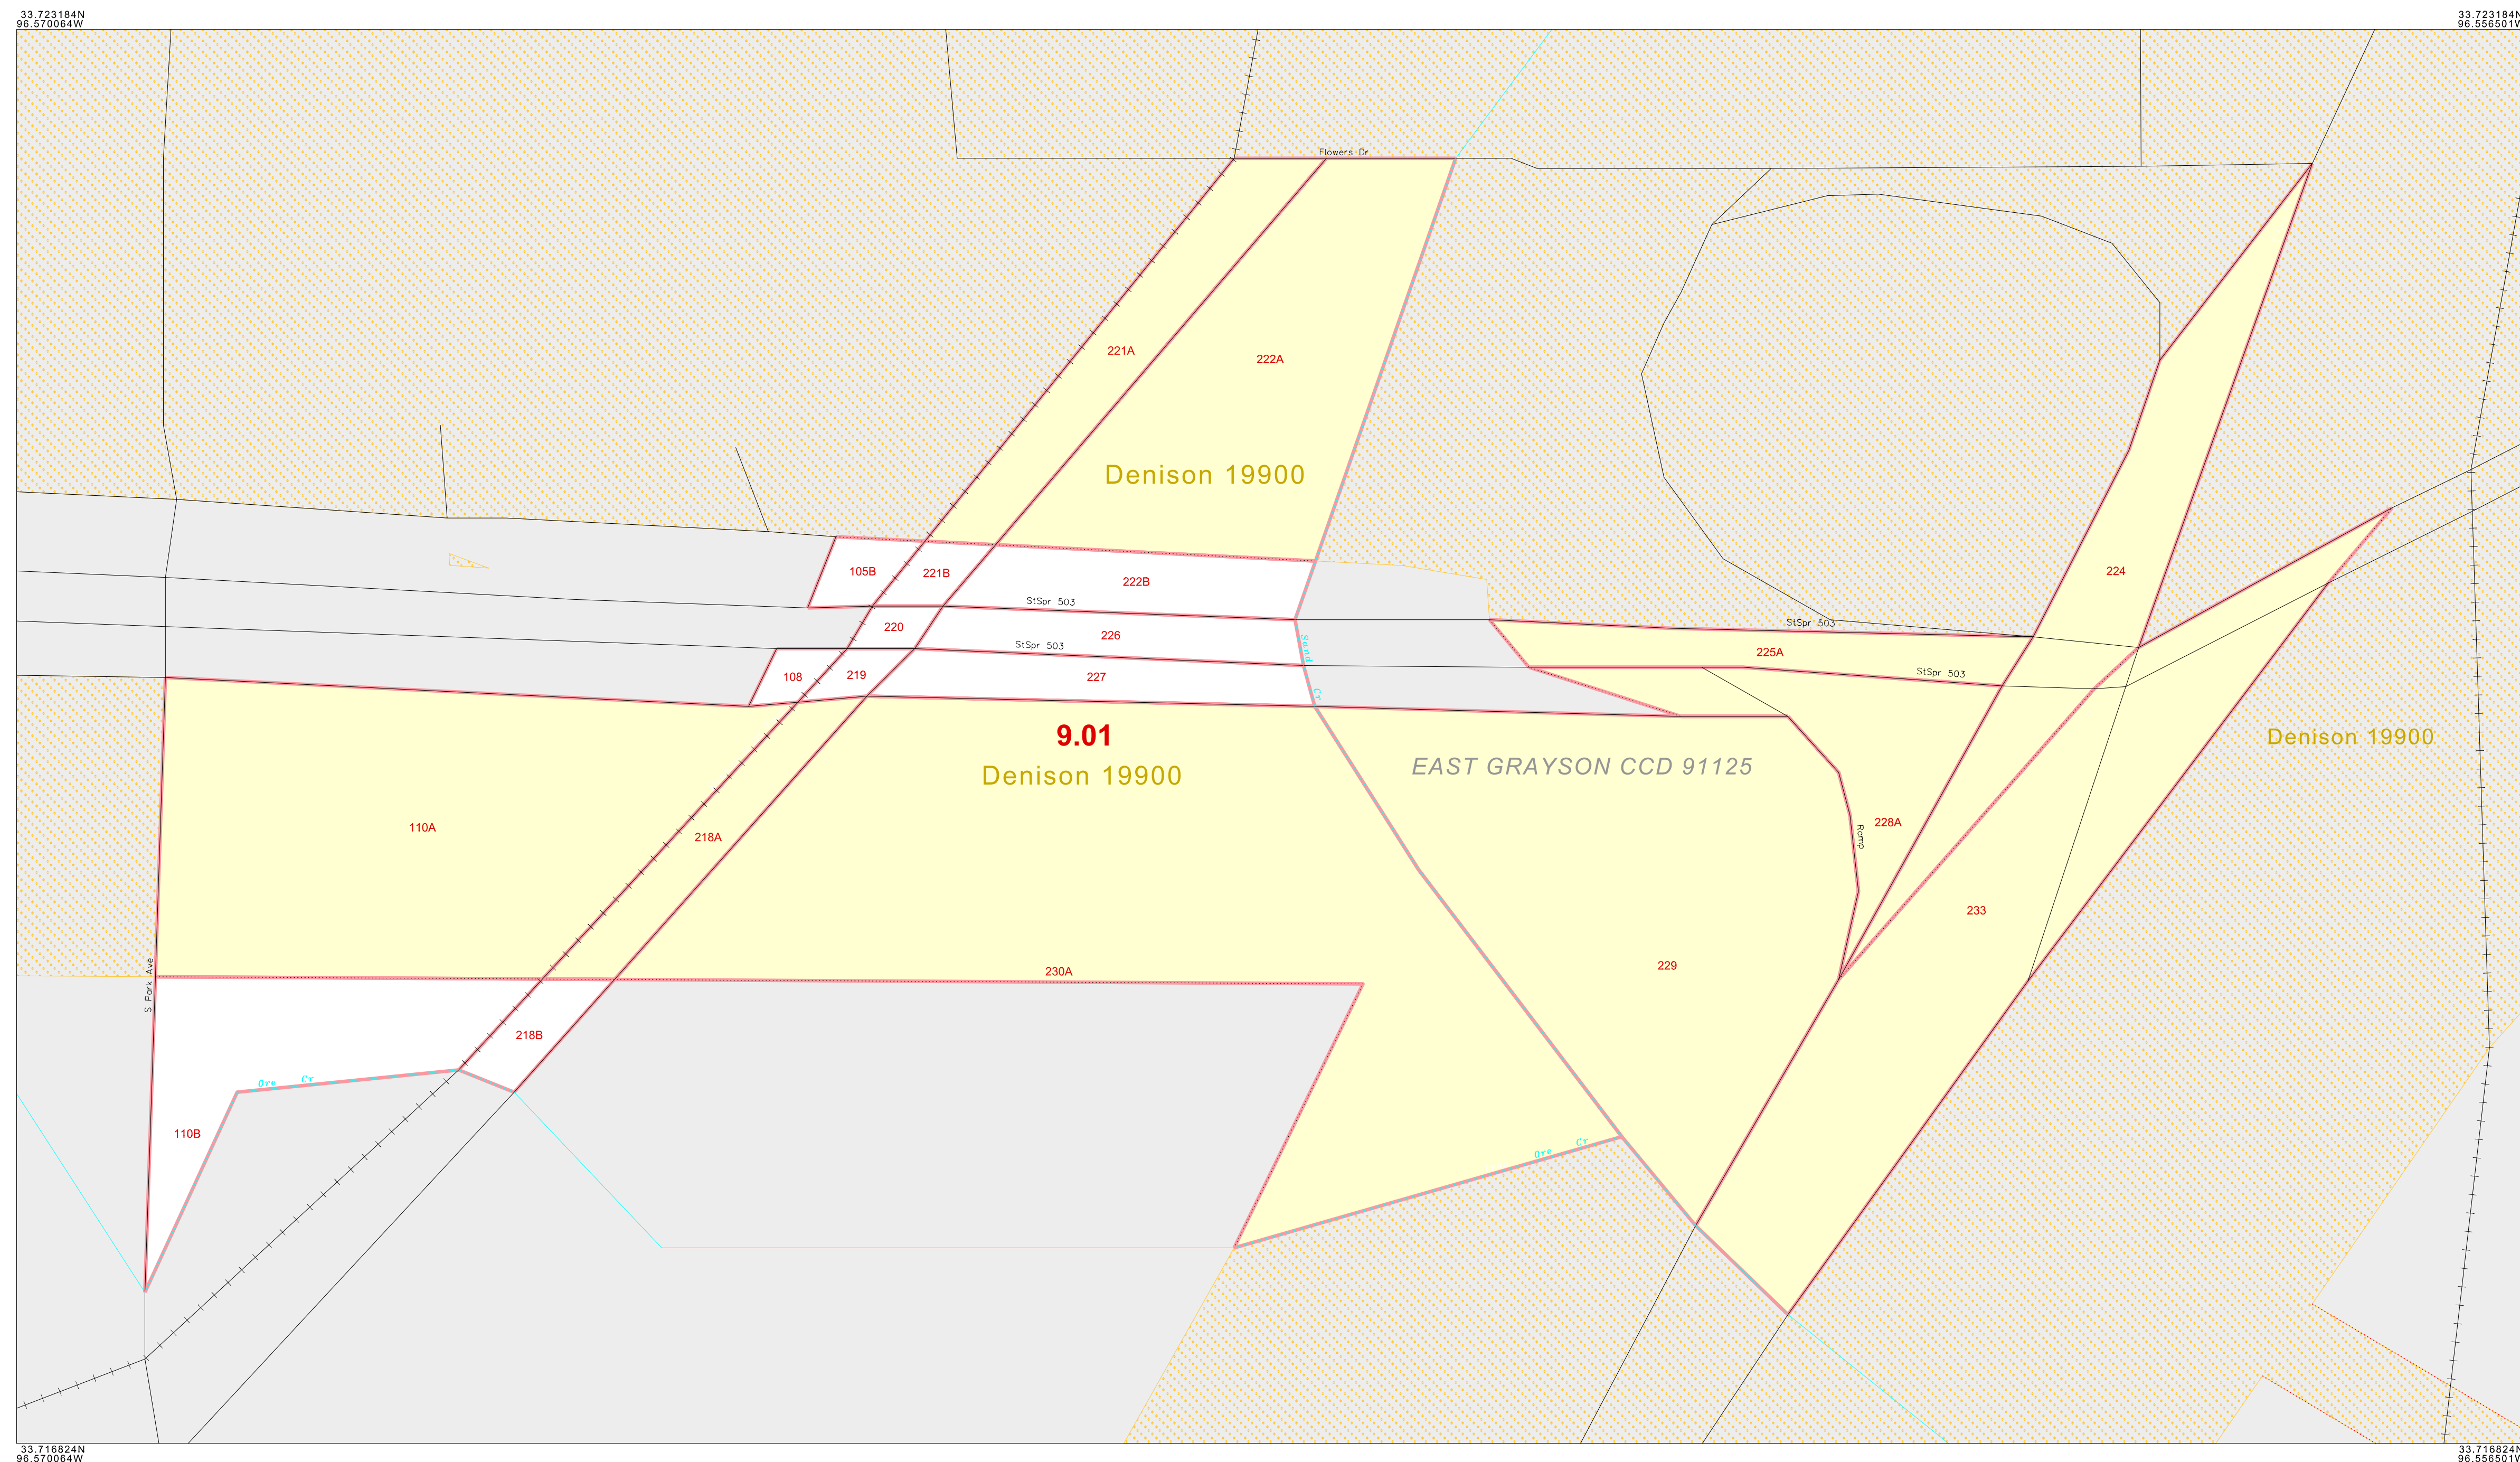 33.723184N
96.570064W
33.723184N
96.556501W
Flowers Dr
221A
222A
Denison 19900
105B
221B
222B
224
StSpr 503
220
226
StSpr 503
Sand
StSpr 503
225A
108
219
227
StSpr 503
Cr
9.01
Denison 19900
EAST GRAYSON CCD 91125
Denison 19900
110A
218A
228A
Ramp
233
S Park Ave
230A
229
218B
Ore Cr
110B
Ore Cr
33.716824N
96.570064W
33.716824N
96.556501W